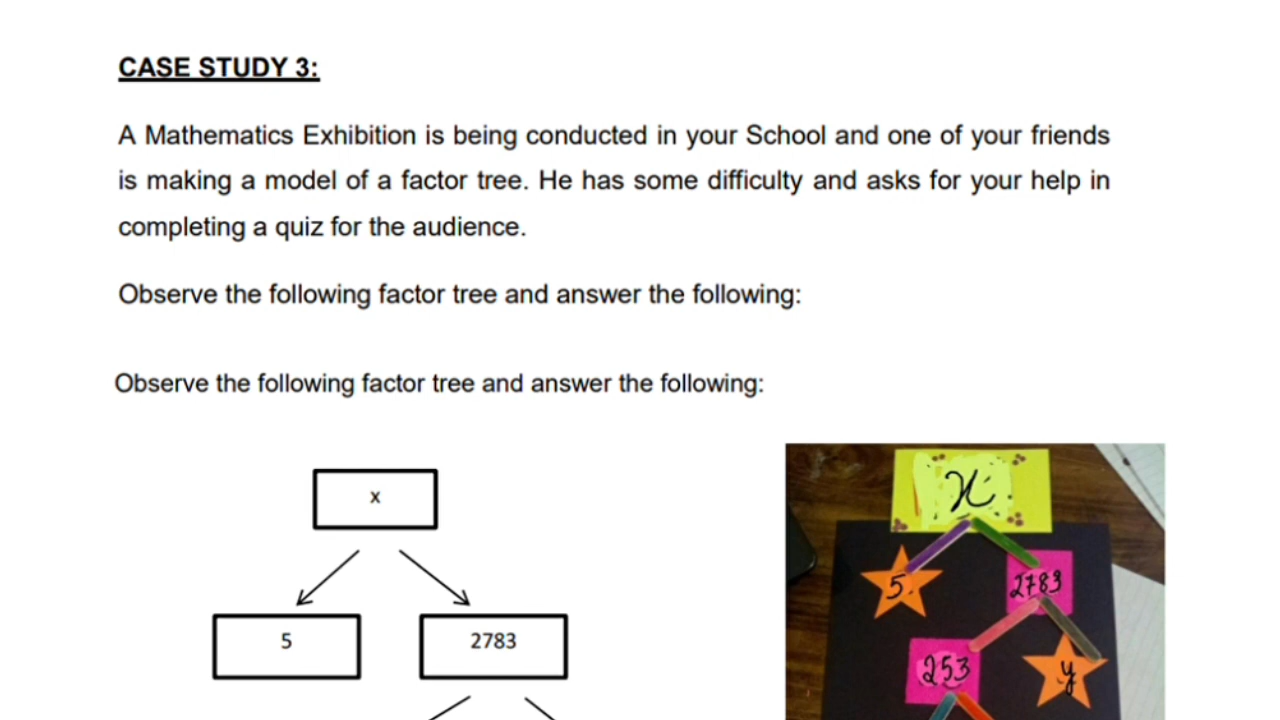 CASE STUDY 3:
A Mathematics Exhibition is being conducted in your School and one of your friends
is making a model of a factor tree. He has some difficulty and asks for your help in
completing a quiz for the audience.
Observe the following factor tree and answer the following:
Observe the following factor tree and answer the following:
x
5
2783
x
5.
2783
253
y